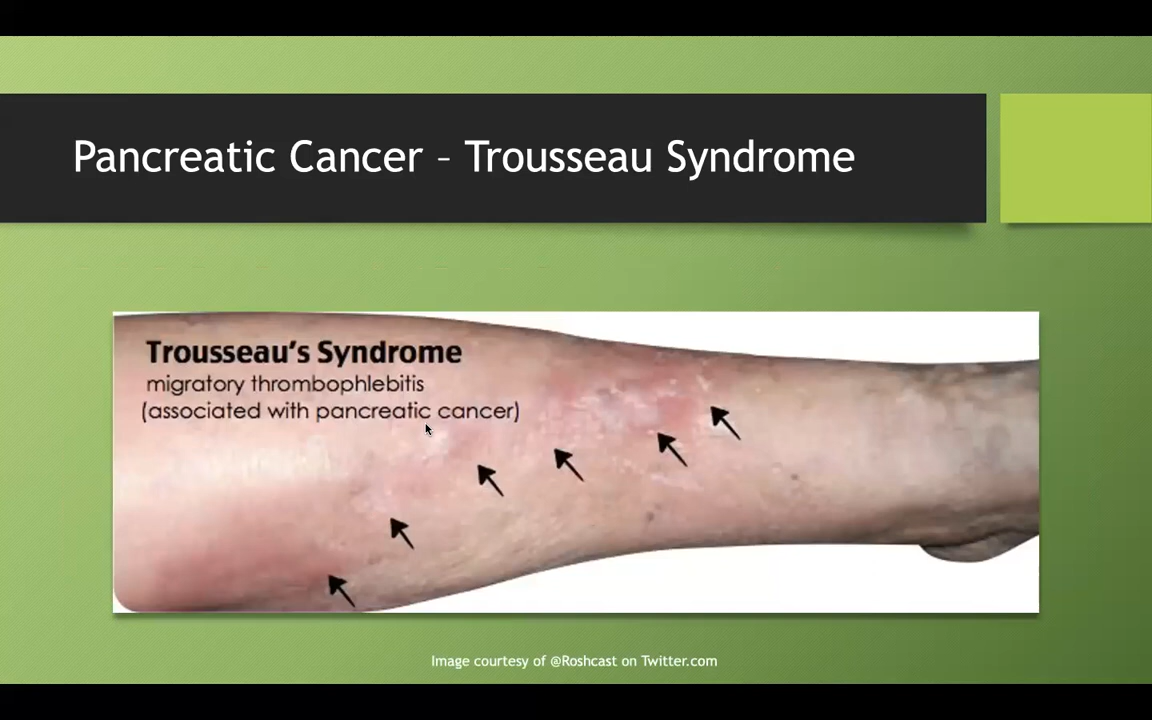 Pancreatic Cancer – Trousseau Syndrome
Trousseau's Syndrome
migratory thrombophlebitis
(associated with pancreatic cancer)
Image courtesy of @Roshcast on Twitter.com